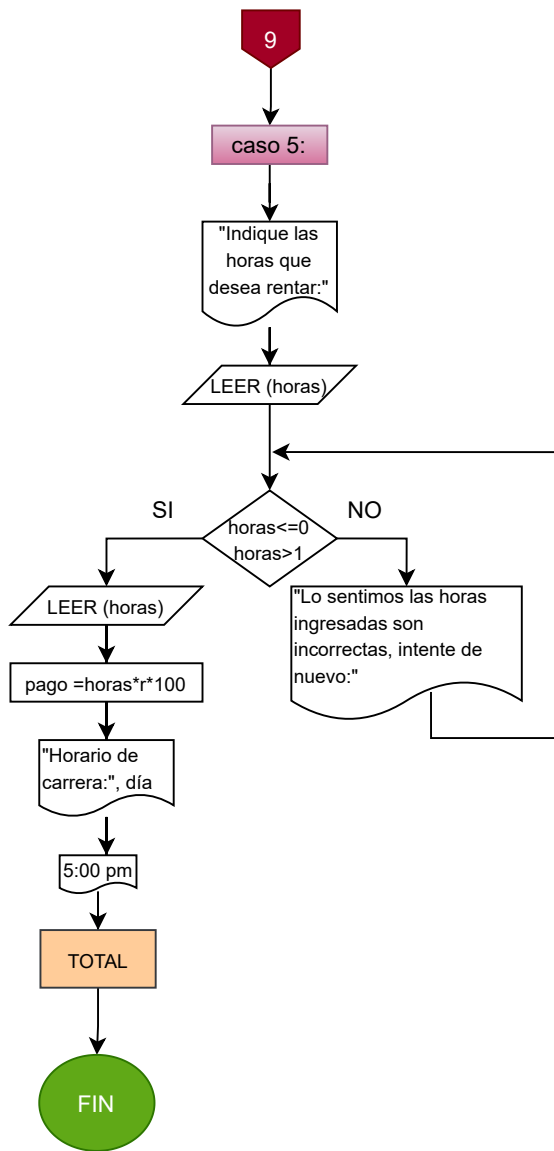 9
caso 5:
"Indique las
horas que
desea rentar:"
LEER (horas)
SI
NO
horas<=0
horas>1
LEER (horas)
"Lo sentimos las horas
ingresadas son
incorrectas, intente de
nuevo:"
pago =horas*r*100
"Horario de
carrera:", día
5:00 pm
TOTAL
FIN